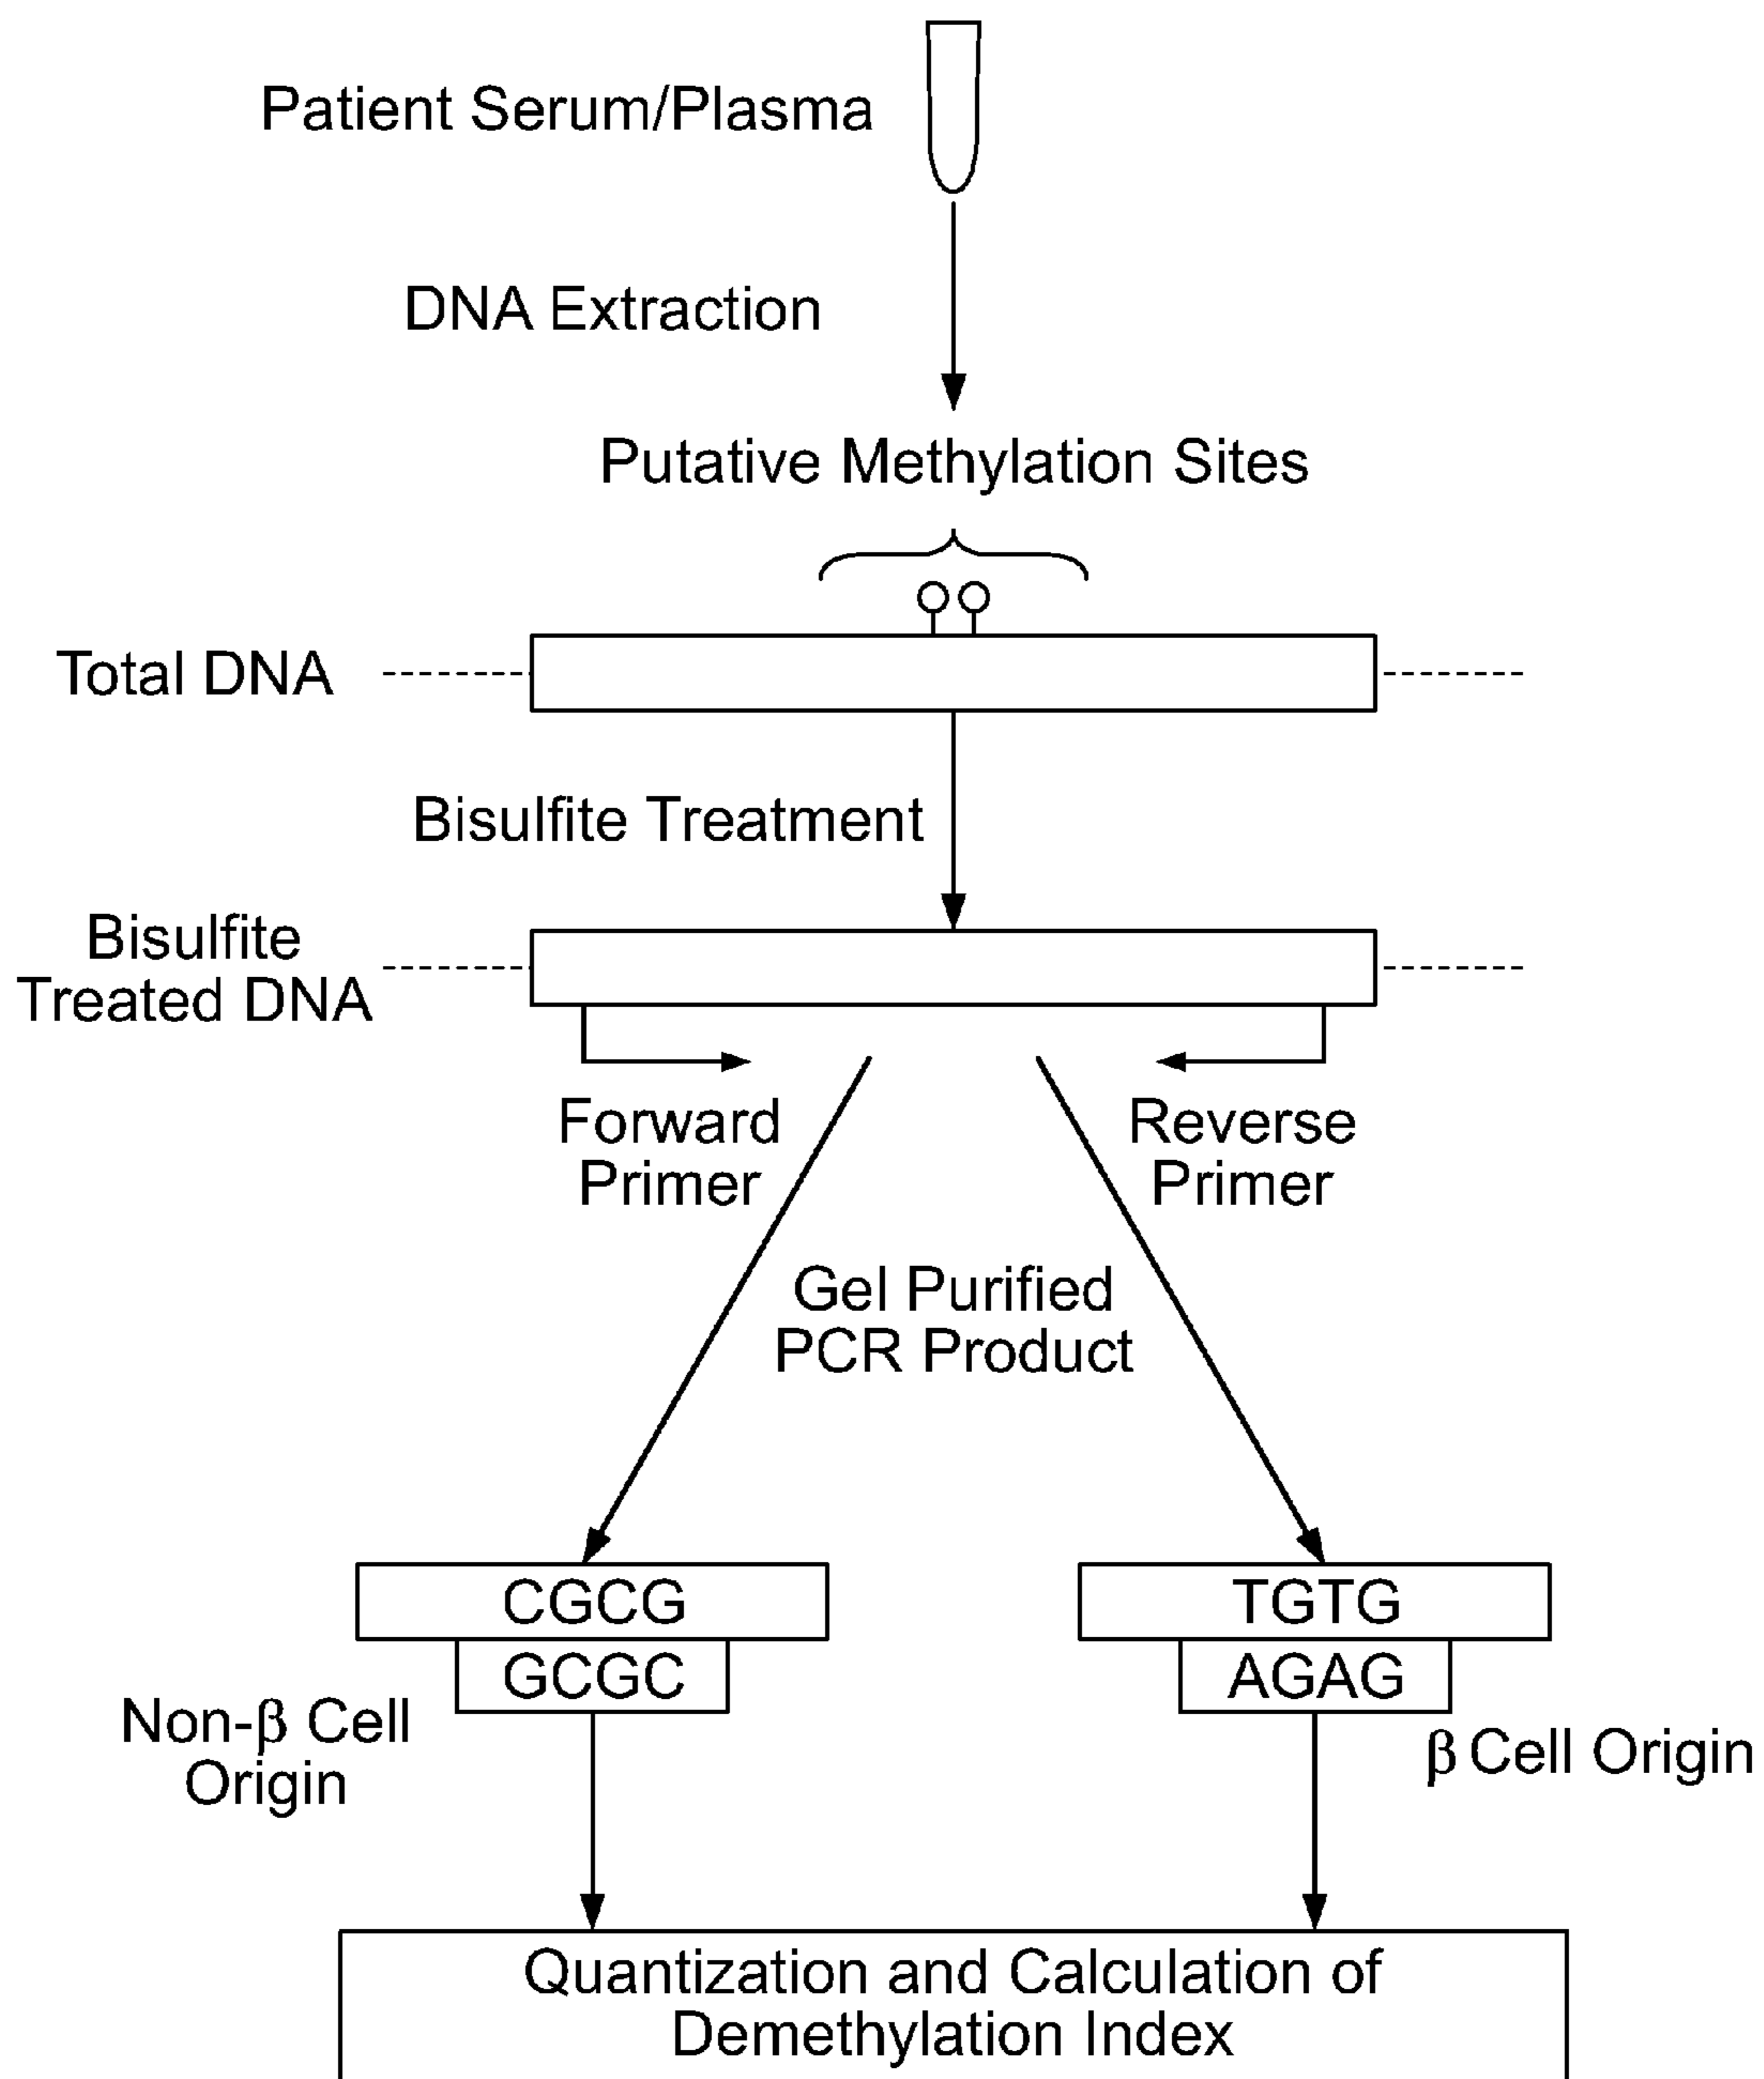 Patient Serum/Plasma
DNA Extraction
Putative Methylation Sites
Total DNA
Bisulfite Treatment
Bisulfite
Treated DNA
Forward
Primer
Reverse
Primer
Gel Purified
PCR Product
CGCG
GCGC
Non-β Cell
Origin
TGTG
AGAG
β Cell Origin
Quantization and Calculation of
Demethylation Index